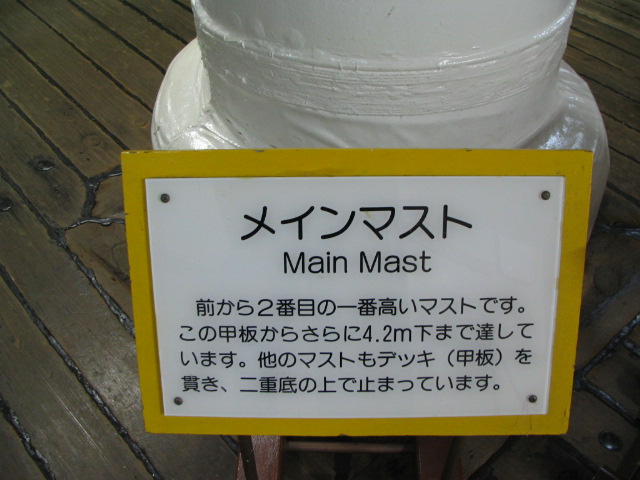 メインマスト
Main Mast
前から２番目の一番高いマストです。
この甲板からさらに4.2m下まで達して
います。他のマストもデッキ（甲板）を
貫き、二重底の上で止まっています。